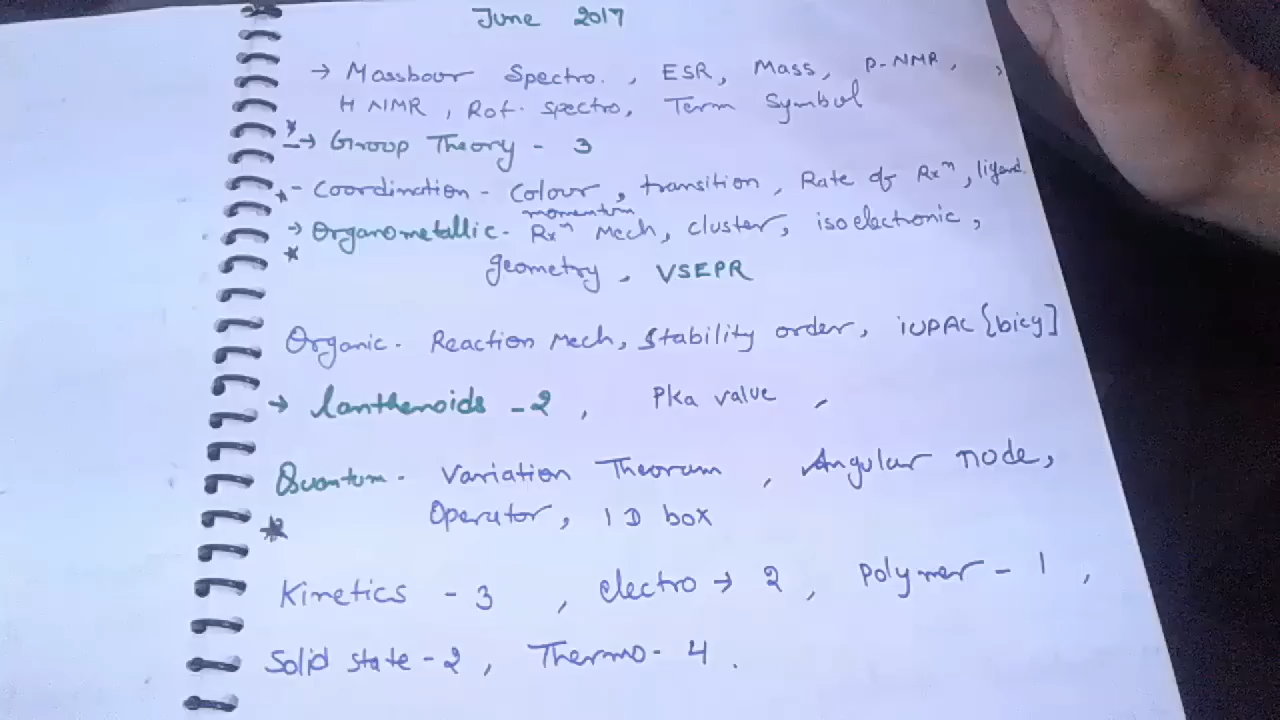 June 2017
→ Massbour Spectro. , ESR, Mass, P-NMR, ,
H NMR, Rot. spectro, Term Symbol
→ Group Theory - 3
- Coordination - Colour, transition, Rate of Rxⁿ, ligand
momentum
→ Organometallic - Rxⁿ Mech, cluster, isoelectronic,
geometry, VSEPR
Organic. Reaction Mech, Stability order, iUPAC {bicy]
→ lanthenoids - 2 , Pka value ,
Quantum. Variation Theorum , Angular node,
Operator, 1 D box
Kinetics - 3 , electro → 2 , polymer - 1 ,
Solid state - 2 , Thermo - 4 .